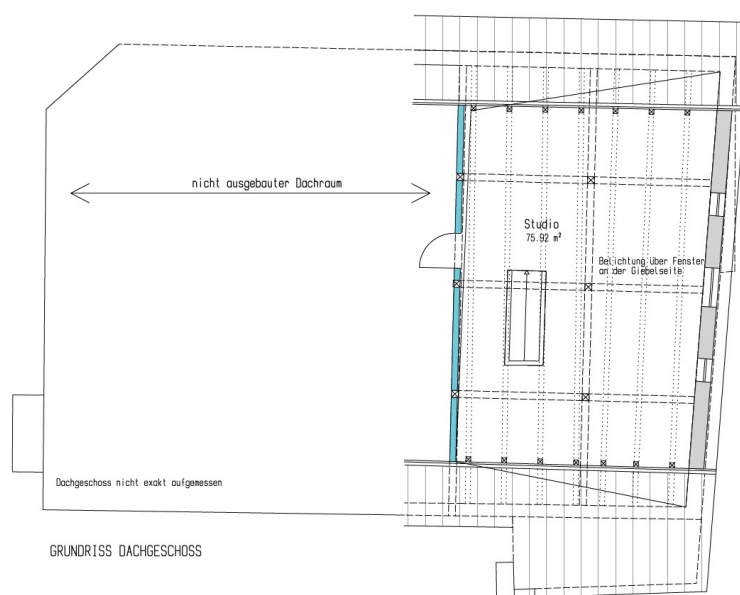 nicht ausgebauter Dachraum
Studio
75.92 m²
Belichtung über Fenster
an der Giebelseite
Dachgeschoss nicht exakt aufgemessen
GRUNDRISS DACHGESCHOSS